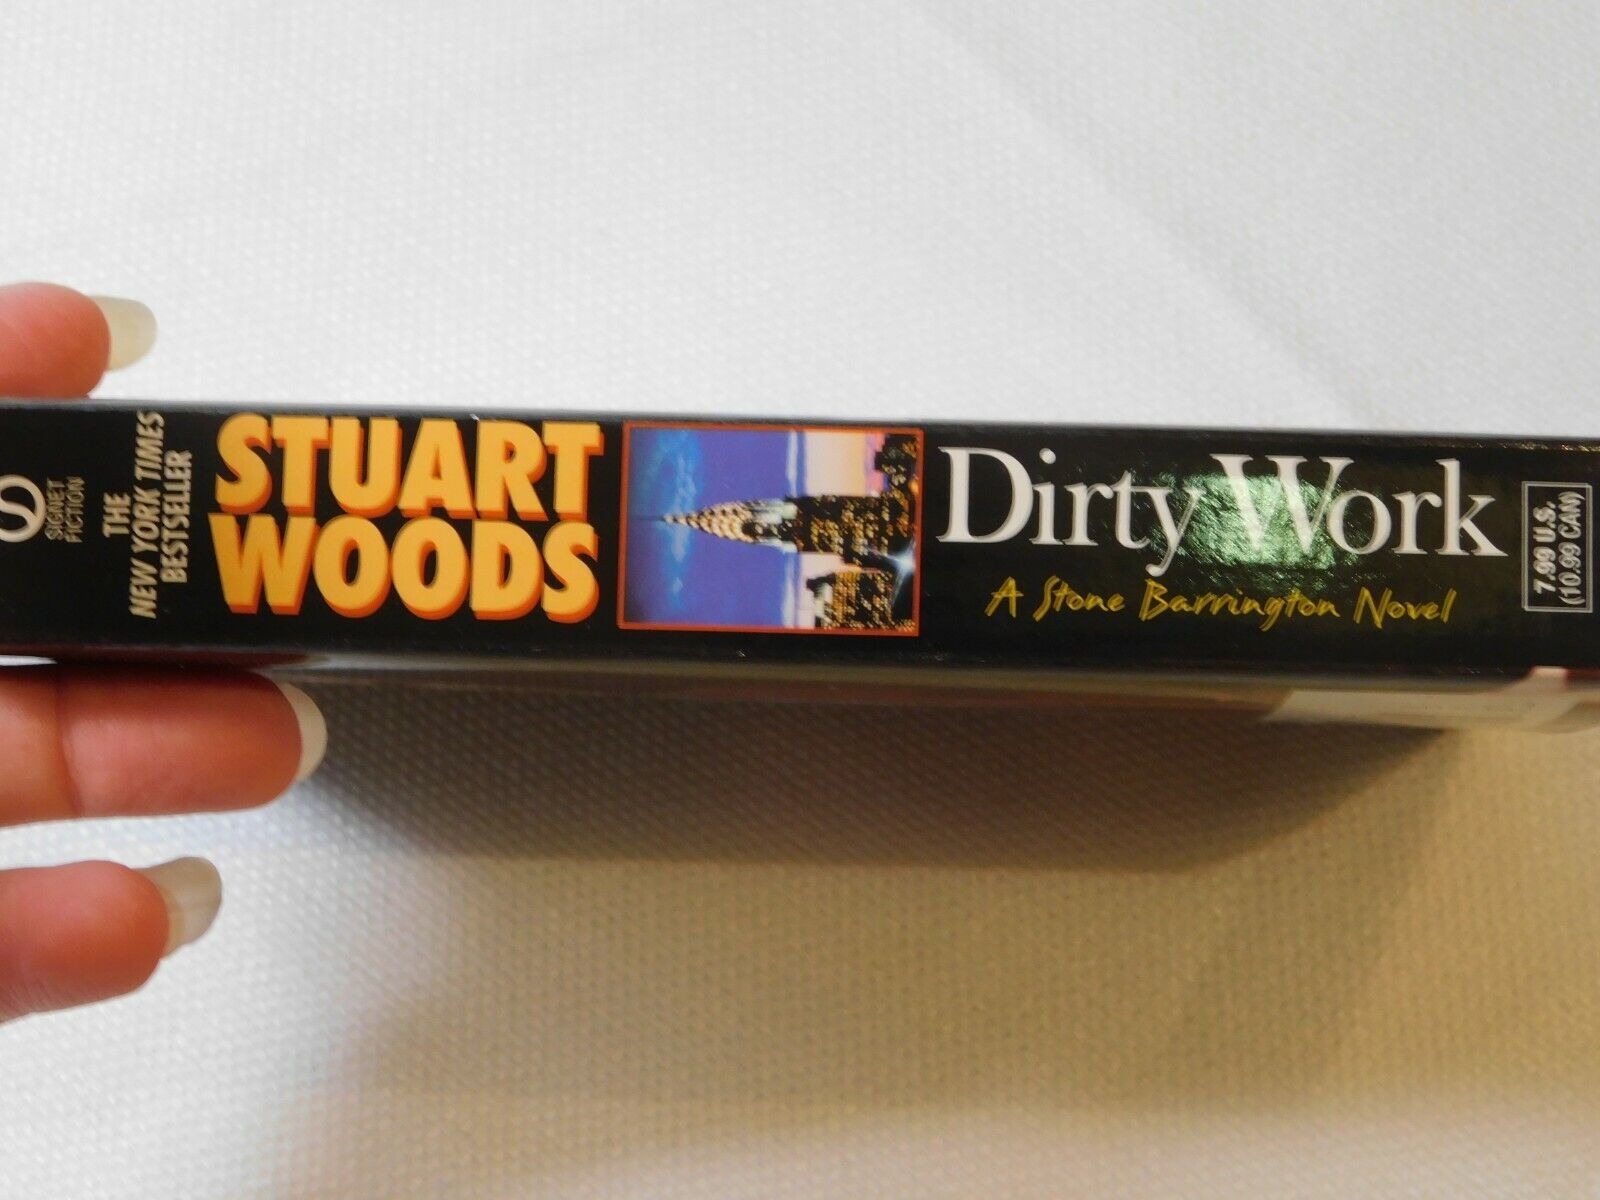 SIGNET
FICTION
THE
NEW YORK TIMES
BESTSELLER
STUART
WOODS
Dirty Work
A Stone Barrington Novel
7.99 U.S.
(10.99 CAN)